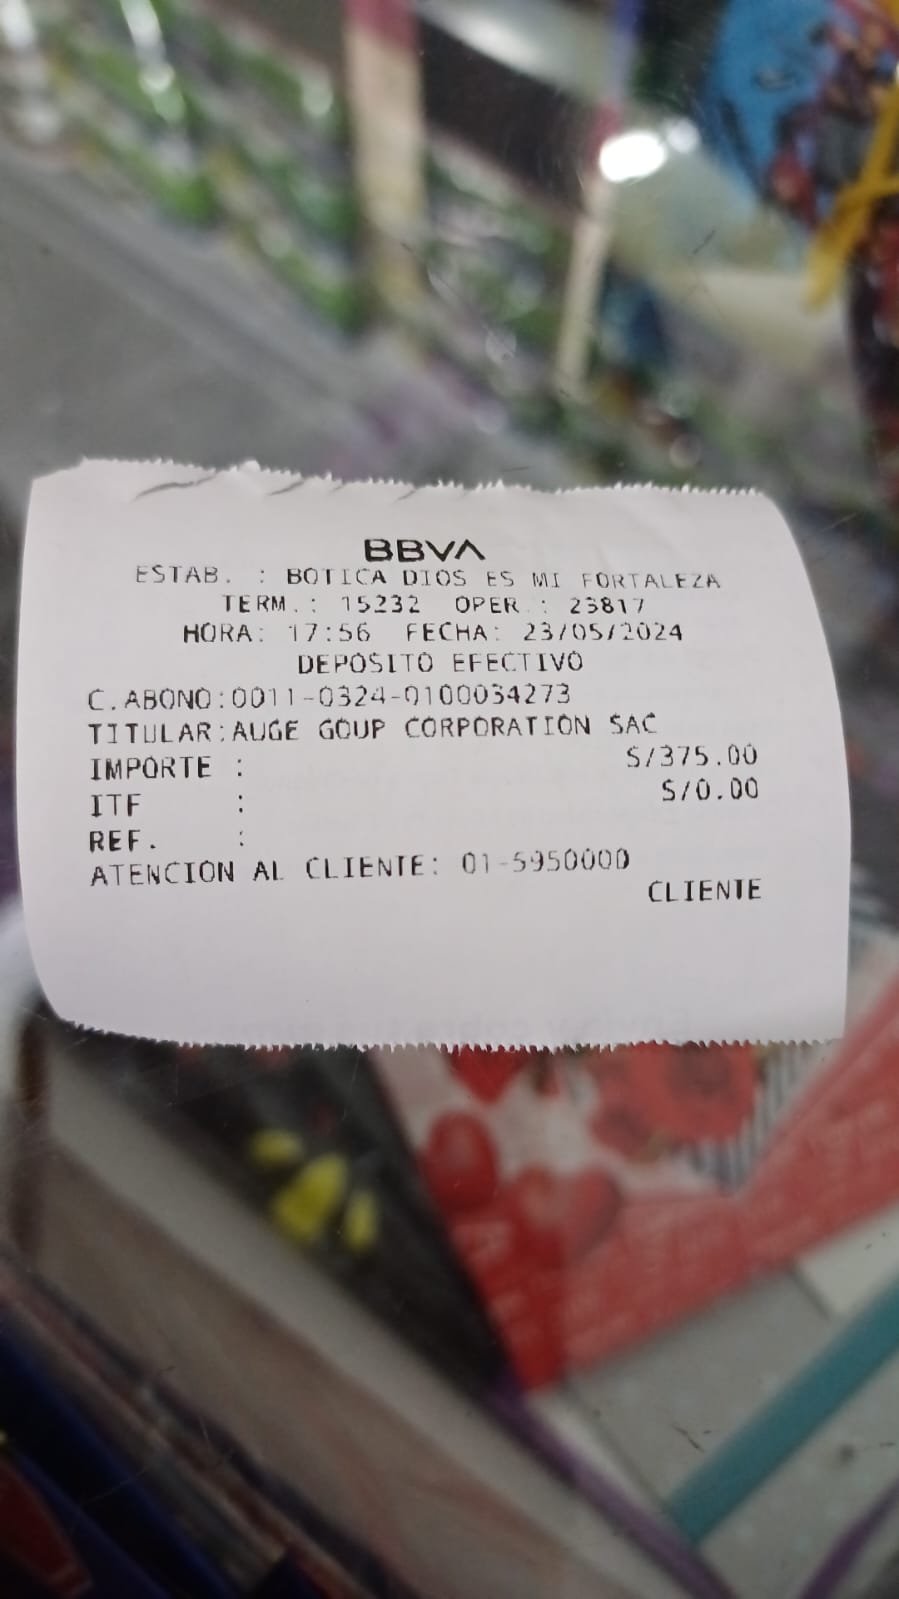 BBVA
ESTAB. : BOTICA DIOS ES MI FORTALEZA
TERM.: 15232 OPER.: 23817
HORA: 17:56 FECHA: 23/05/2024
DEPOSITO EFECTIVO
C.ABONO:0011-0324-0100034273
TITULAR:AUGE GOUP CORPORATION SAC
IMPORTE : S/375.00
ITF : S/0.00
REF. :
ATENCION AL CLIENTE: 01-5950000
CLIENTE